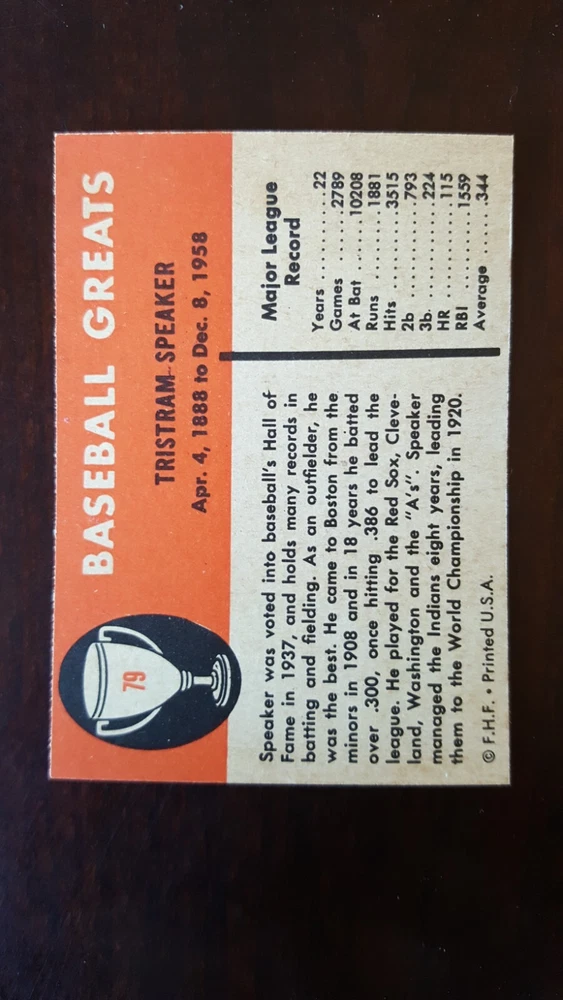 79
BASEBALL GREATS
TRISTRAM SPEAKER
Apr. 4, 1888 to Dec. 8, 1958
Speaker was voted into baseball's Hall of
Fame in 1937, and holds many records in
batting and fielding. As an outfielder, he
was the best. He came to Boston from the
minors in 1908 and in 18 years he batted
over .300, once hitting .386 to lead the
league. He played for the Red Sox, Cleve-
land, Washington and the "A's". Speaker
managed the Indians eight years, leading
them to the World Championship in 1920.
© F.H.F. • Printed U.S.A.
Major League
Record
Years ..........22
Games .......2789
At Bat .......10208
Runs .........1881
Hits ..........3515
2b ............793
3b. ............224
HR ............115
RBI ..........1559
Average ...... .344